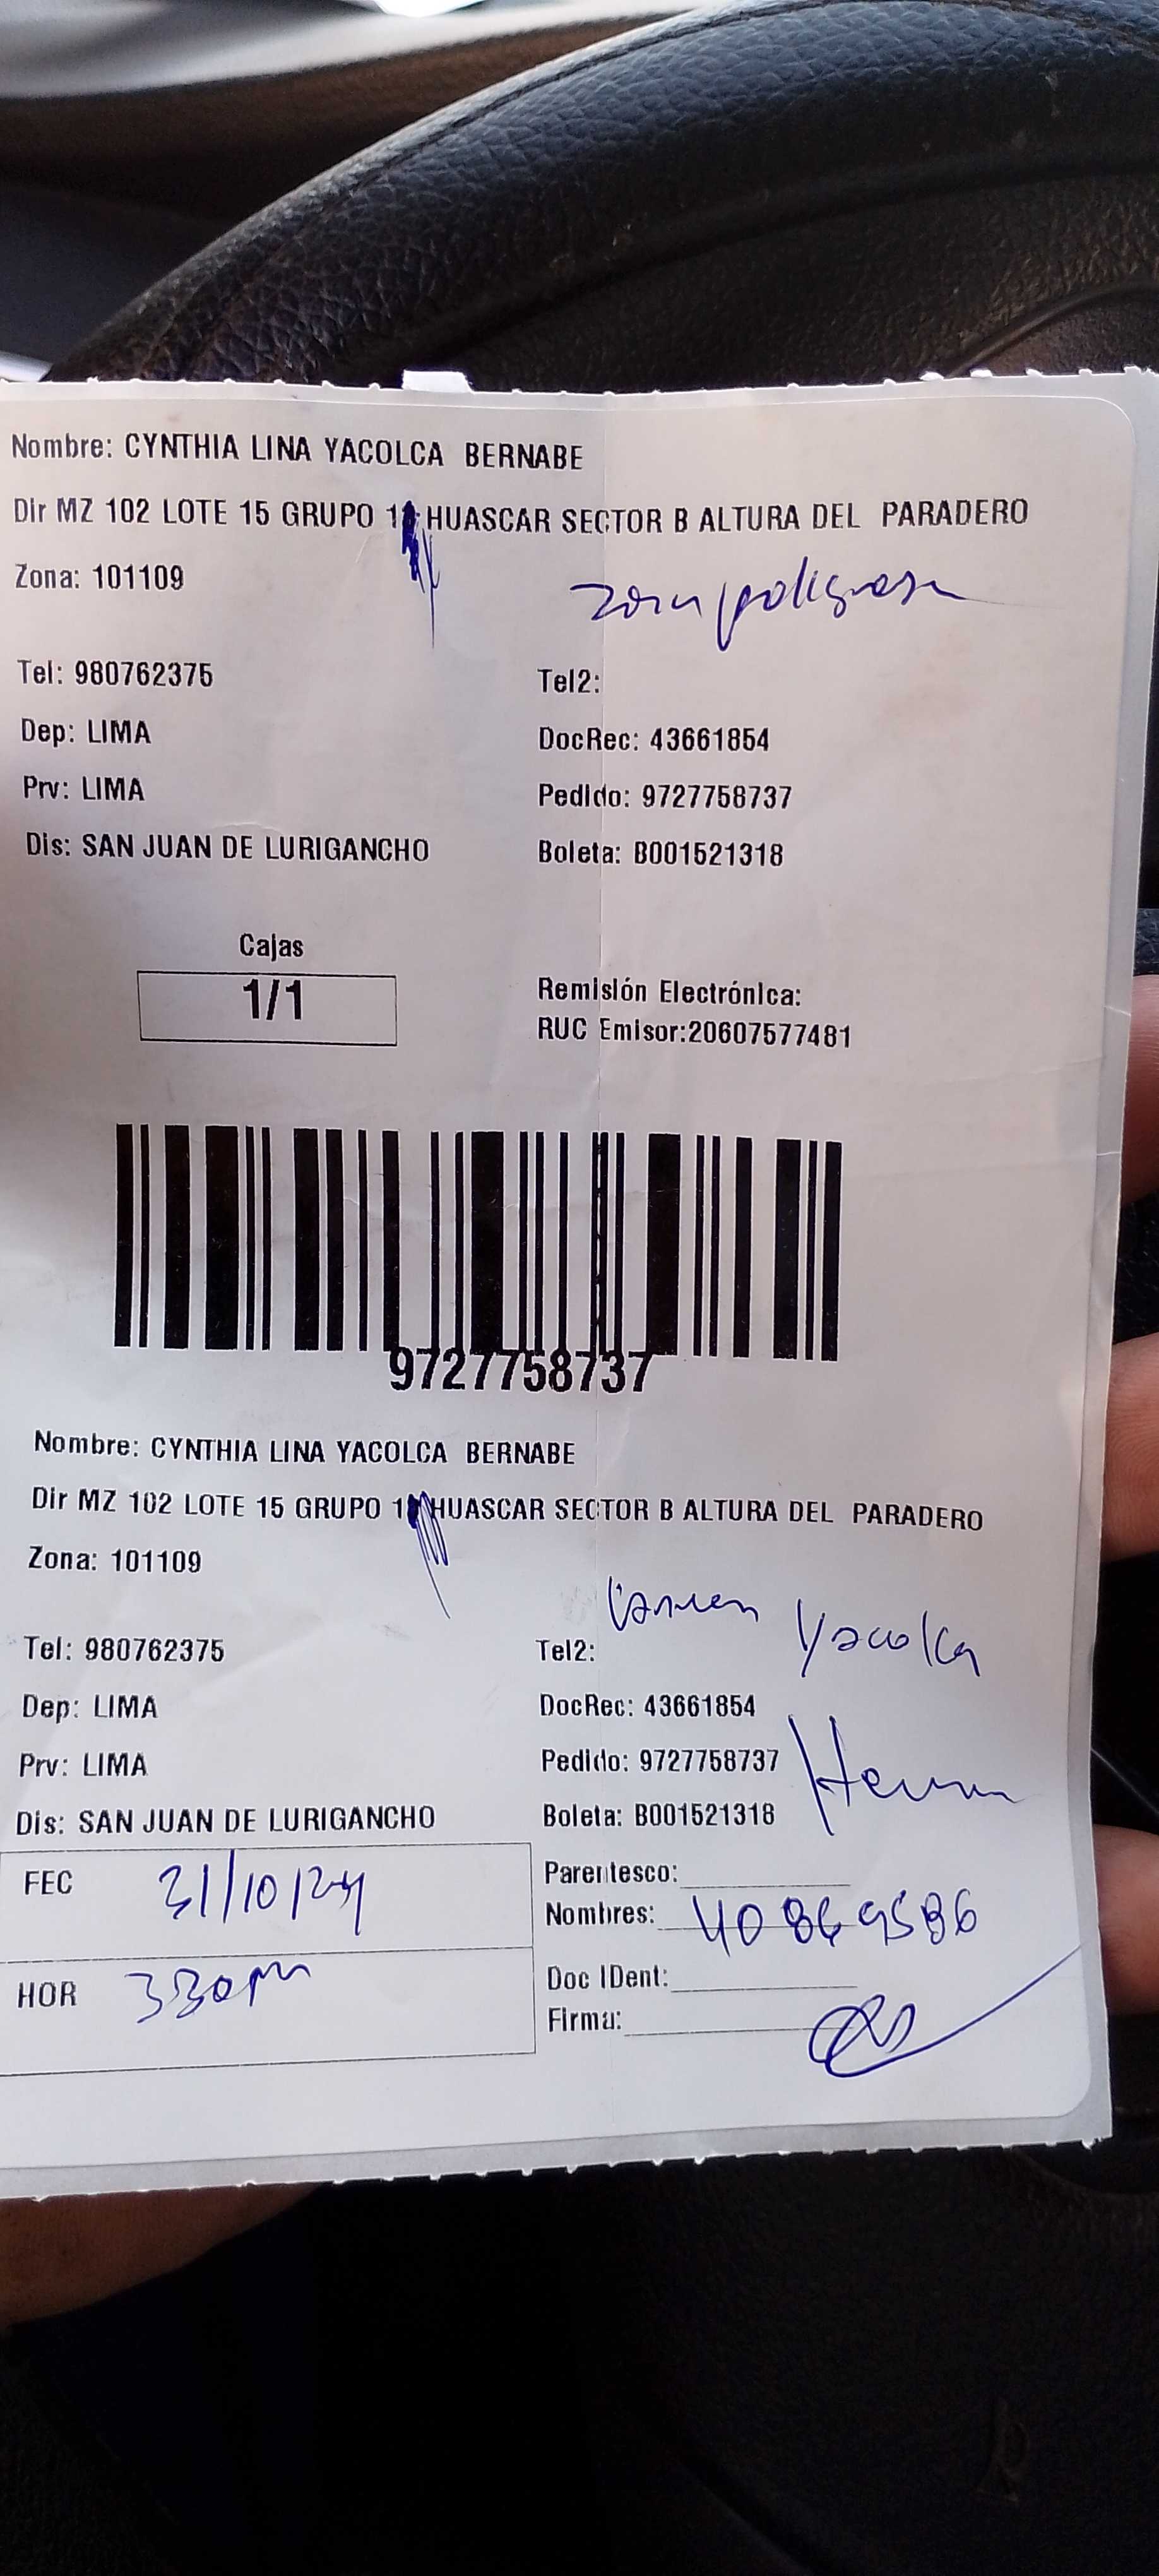 Nombre: CYNTHIA LINA YACOLCA BERNABE
Dir MZ 102 LOTE 15 GRUPO 1 HUASCAR SECTOR B ALTURA DEL PARADERO
Zona: 101109
zona peligrosa
Tel: 980762375 Tel2:
Dep: LIMA DocRec: 43661854
Prv: LIMA Pedido: 9727758737
Dis: SAN JUAN DE LURIGANCHO Boleta: B001521318
Cajas
1/1
Remisión Electrónica:
RUC Emisor:20607577481
9727758737
Nombre: CYNTHIA LINA YACOLCA BERNABE
Dir MZ 102 LOTE 15 GRUPO 1 HUASCAR SECTOR B ALTURA DEL PARADERO
Zona: 101109
Carmen Yacolca
Tel: 980762375 Tel2:
Dep: LIMA DocRec: 43661854
Prv: LIMA Pedido: 9727758737
Dis: SAN JUAN DE LURIGANCHO Boleta: B001521318
FEC 31/10/24
Parentesco:
Nombres: 40869586
HOR 330pm
Doc IDent:
Firma: